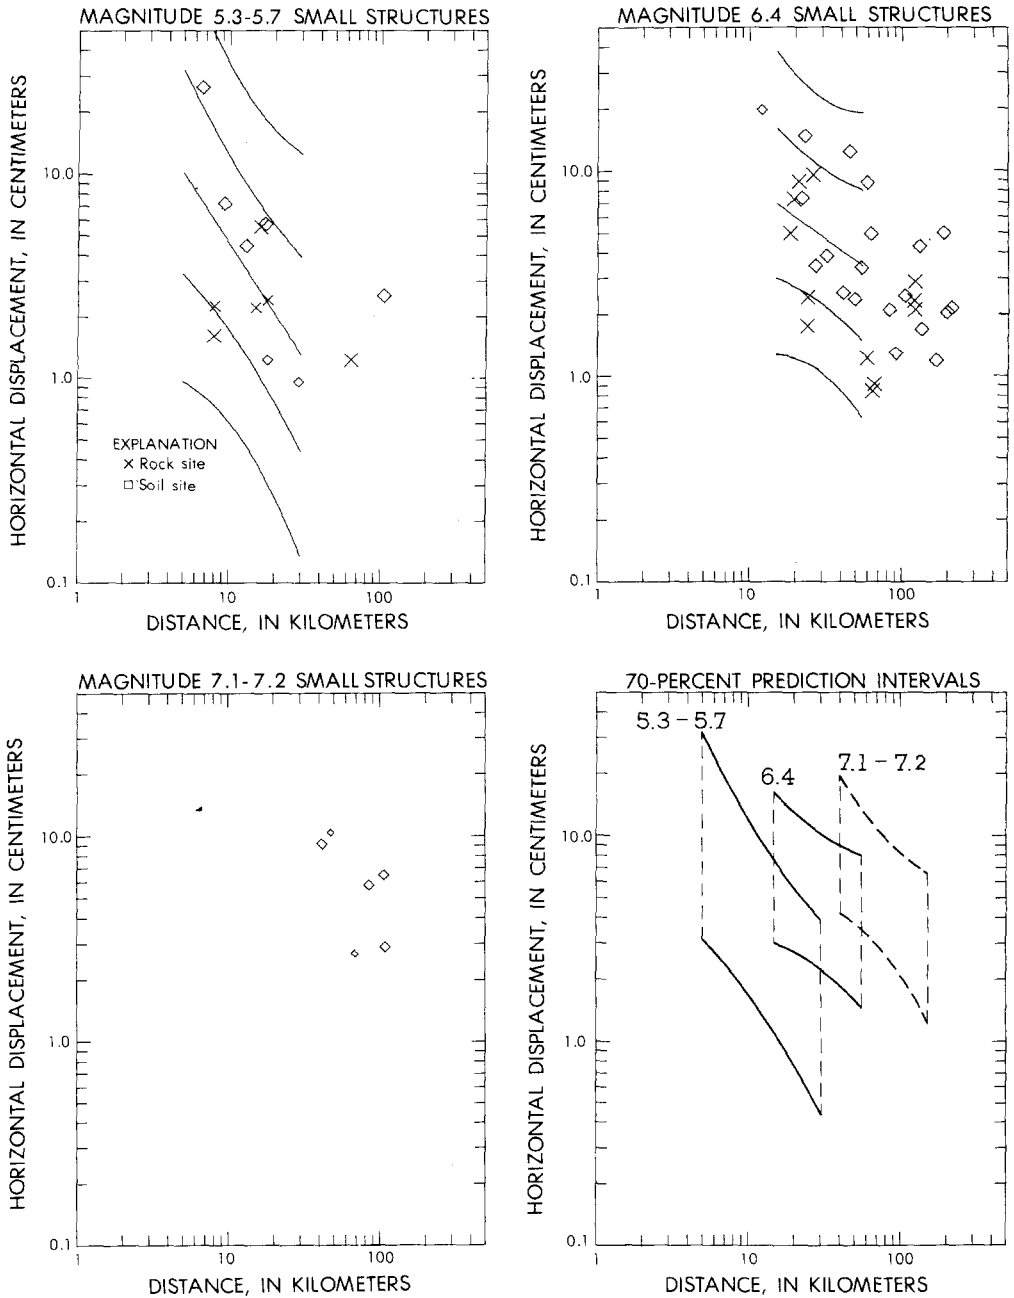 MAGNITUDE 5.3-5.7 SMALL STRUCTURES
HORIZONTAL DISPLACEMENT, IN CENTIMETERS
10.0
1.0
0.1
EXPLANATION
× Rock site
□ Soil site
1 10 100
DISTANCE, IN KILOMETERS
MAGNITUDE 6.4 SMALL STRUCTURES
HORIZONTAL DISPLACEMENT, IN CENTIMETERS
10.0
1.0
0.1
1 10 100
DISTANCE, IN KILOMETERS
MAGNITUDE 7.1-7.2 SMALL STRUCTURES
HORIZONTAL DISPLACEMENT, IN CENTIMETERS
10.0
1.0
0.1
1 10 100
DISTANCE, IN KILOMETERS
70-PERCENT PREDICTION INTERVALS
HORIZONTAL DISPLACEMENT, IN CENTIMETERS
5.3 - 5.7
6.4
7.1 - 7.2
10.0
1.0
0.1
1 10 100
DISTANCE, IN KILOMETERS